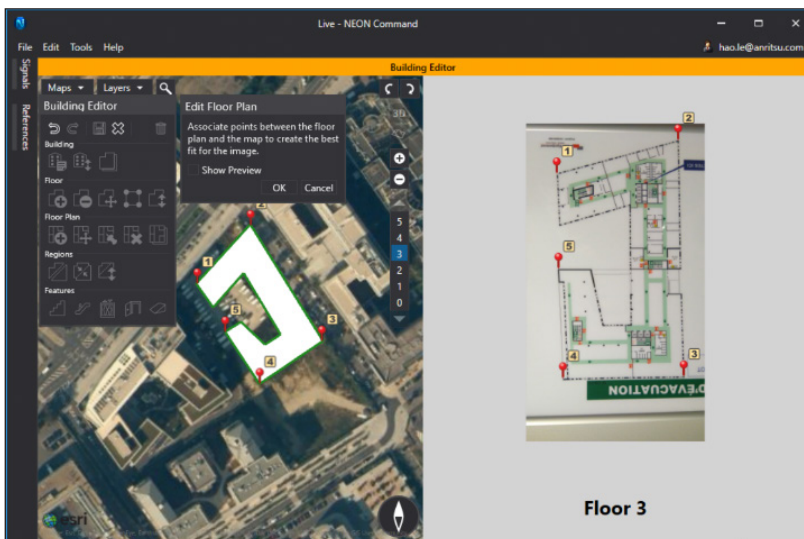 Live - NEON Command
File Edit Tools Help
hao.le@anritsu.com
Building Editor
Signals
References
Maps
Layers
Building Editor
Building
Floor
Floor Plan
Regions
Features
Edit Floor Plan
Associate points between the floor
plan and the map to create the best
fit for the image.
Show Preview
OK Cancel
3D
5
4
3
2
1
0
2
1
5
3
4
esri
2
1
5
4
3
D'ÉVACUATION
Floor 3